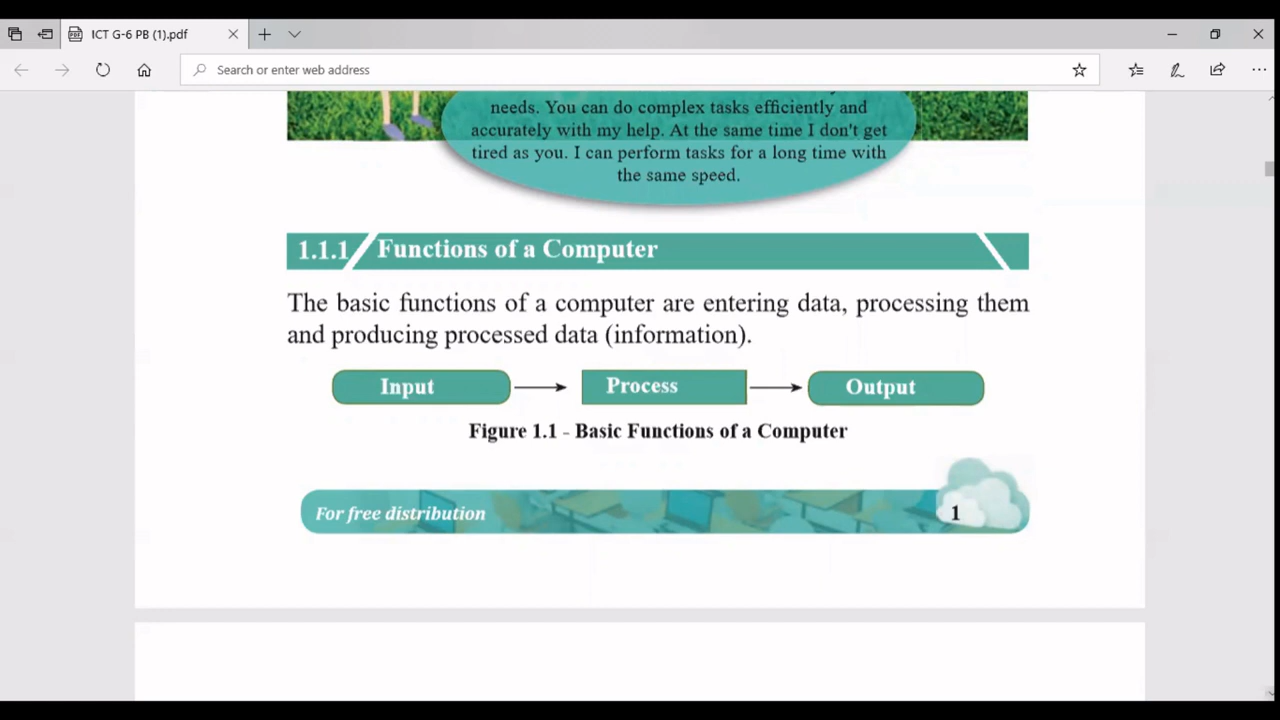 ICT G-6 PB (1).pdf
Search or enter web address
needs. You can do complex tasks efficiently and
accurately with my help. At the same time I don't get
tired as you. I can perform tasks for a long time with
the same speed.
1.1.1 Functions of a Computer
The basic functions of a computer are entering data, processing them
and producing processed data (information).
Input Process Output
Figure 1.1 - Basic Functions of a Computer
For free distribution 1